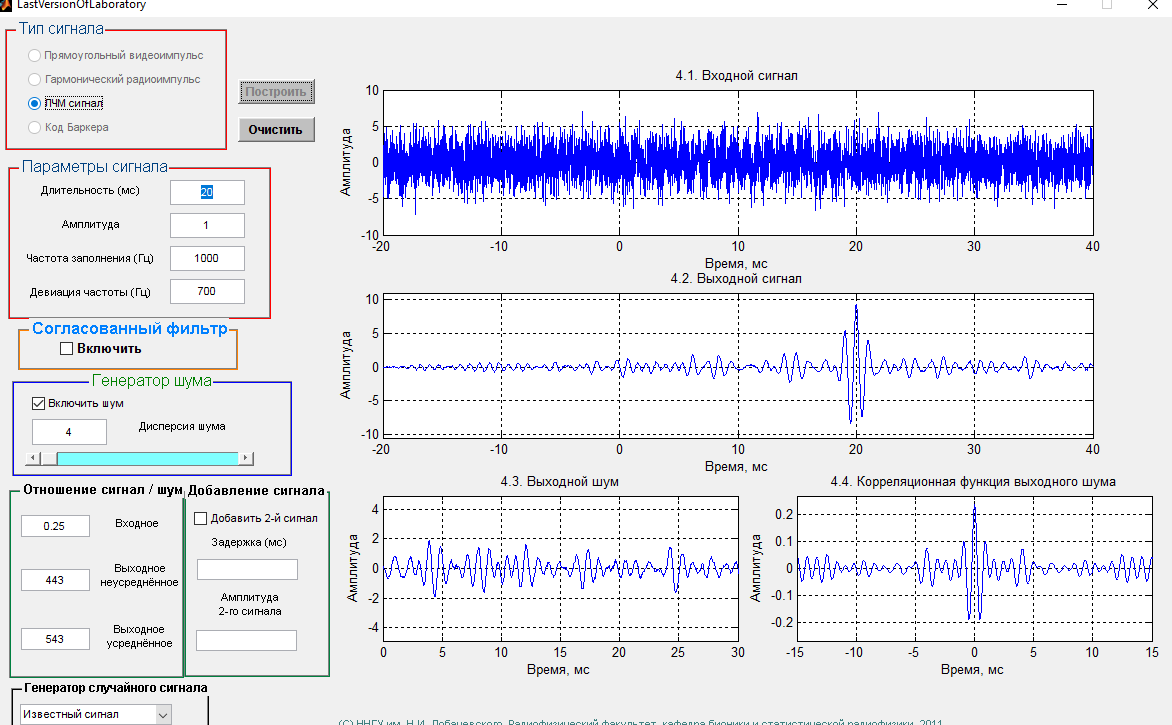 LastVersionOfLaboratory
Тип сигнала
Прямоугольный видеоимпульс
Гармонический радиоимпульс
ЛЧМ сигнал
Код Баркера
Построить
Очистить
Параметры сигнала
Длительность (мс)
20
Амплитуда
1
Частота заполнения (Гц)
1000
Девиация частоты (Гц)
700
Согласованный фильтр
Включить
Генератор шума
Включить шум
4
Дисперсия шума
Отношение сигнал / шум
0.25
Входное
443
Выходное
неусреднённое
543
Выходное
усреднённое
Добавление сигнала
Добавить 2-й сигнал
Задержка (мс)
Амплитуда
2-го сигнала
Генератор случайного сигнала
Известный сигнал
4.1. Входной сигнал
Амплитуда
10
5
0
-5
-10
-20 -10 0 10 20 30 40
Время, мс
4.2. Выходной сигнал
Амплитуда
10
5
0
-5
-10
-20 -10 0 10 20 30 40
Время, мс
4.3. Выходной шум
Амплитуда
4
2
0
-2
-4
0 5 10 15 20 25 30
Время, мс
4.4. Корреляционная функция выходного шума
Амплитуда
0.2
0.1
0
-0.1
-0.2
-15 -10 -5 0 5 10 15
Время, мс
(С) ННГУ им. Н.И. Лобачевского, Радиофизический факультет, кафедра бионики и статистической радиофизики, 2011